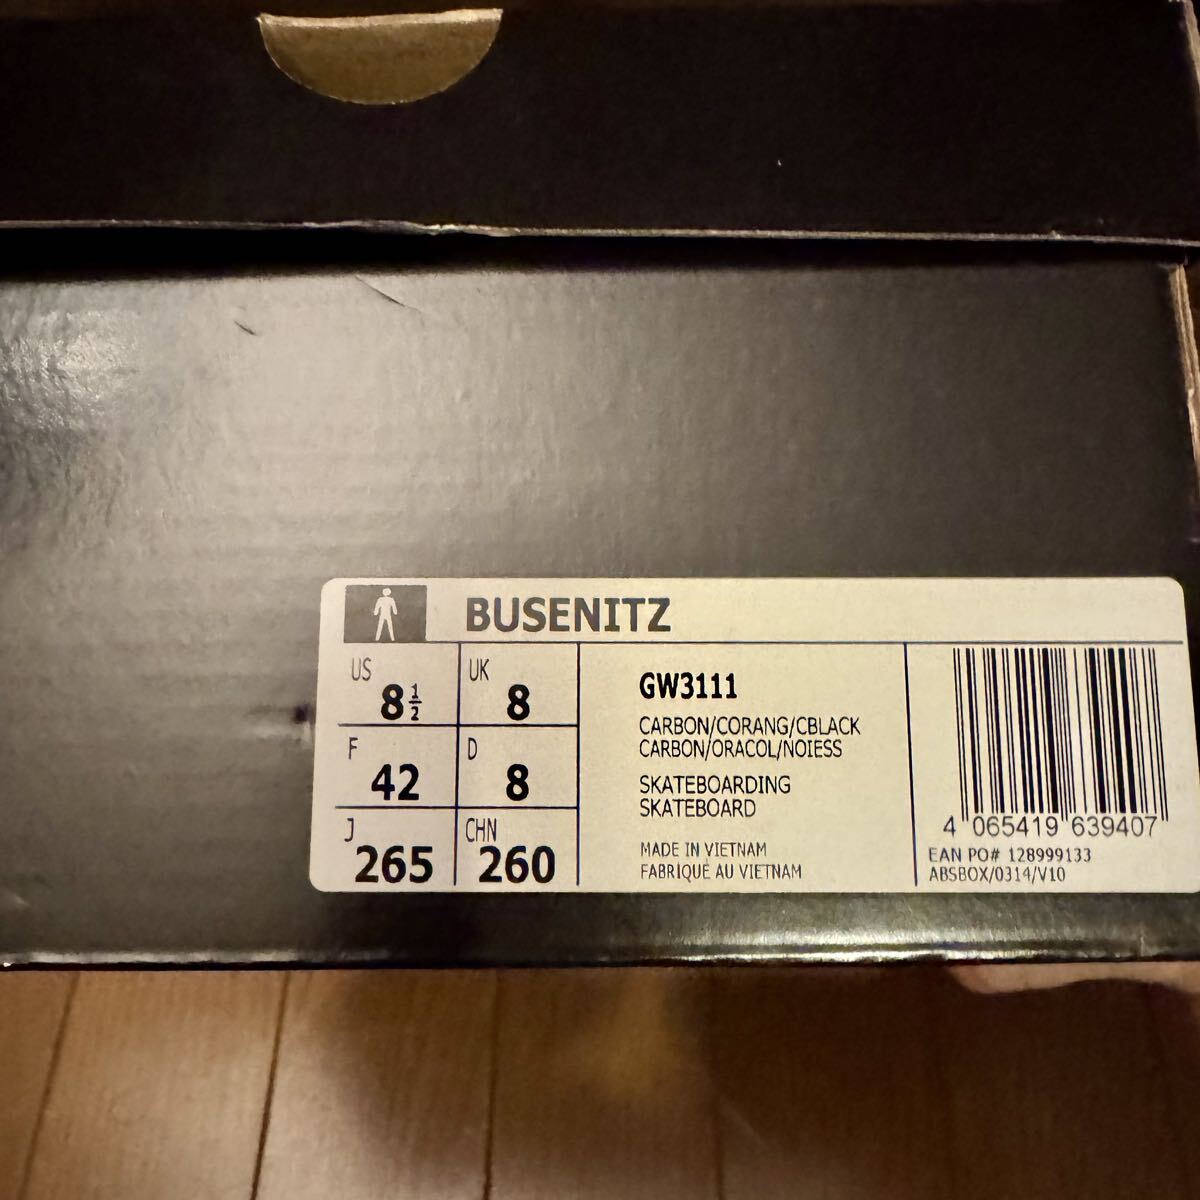 BUSENITZ
US 8½ UK 8
F 42 D 8
J 265 CHN 260
GW3111
CARBON/CORANG/CBLACK
CARBON/ORACOL/NOIESS
SKATEBOARDING
SKATEBOARD
MADE IN VIETNAM
FABRIQUÉ AU VIETNAM
4 065419 639407
EAN PO# 128999133
ABSBOX/0314/V10